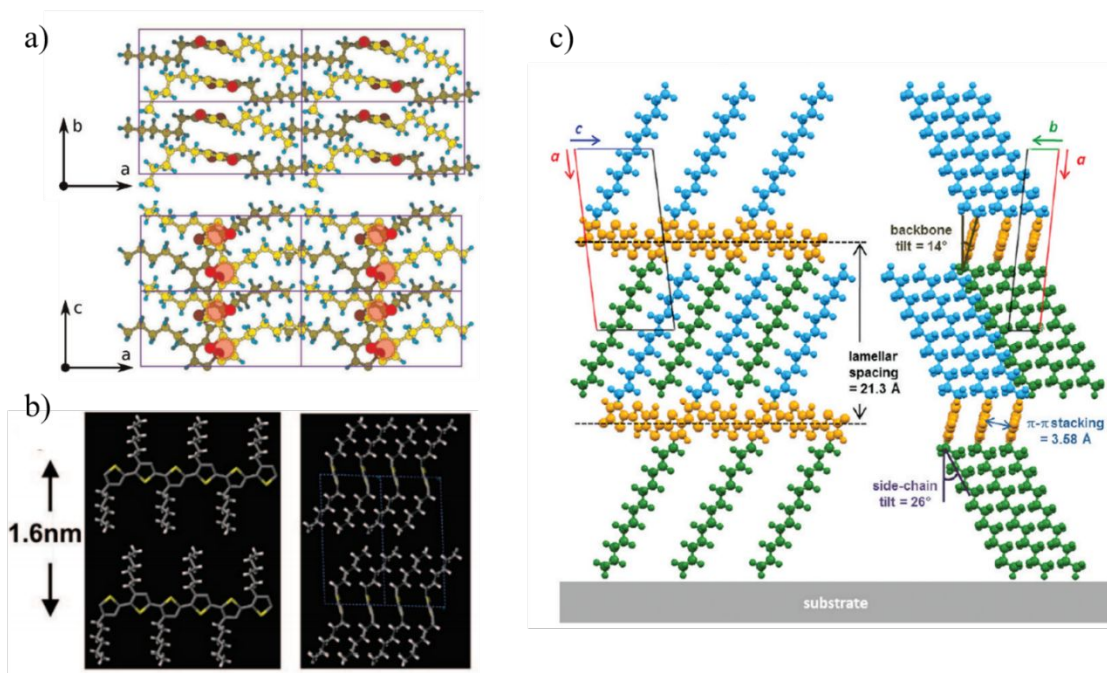 a)
b
a
c
a
b)
1.6nm
c)
c
a
b
a
backbone
tilt = 14°
lamellar
spacing
= 21.3 Å
π-π stacking
= 3.58 Å
side-chain
tilt = 26°
substrate